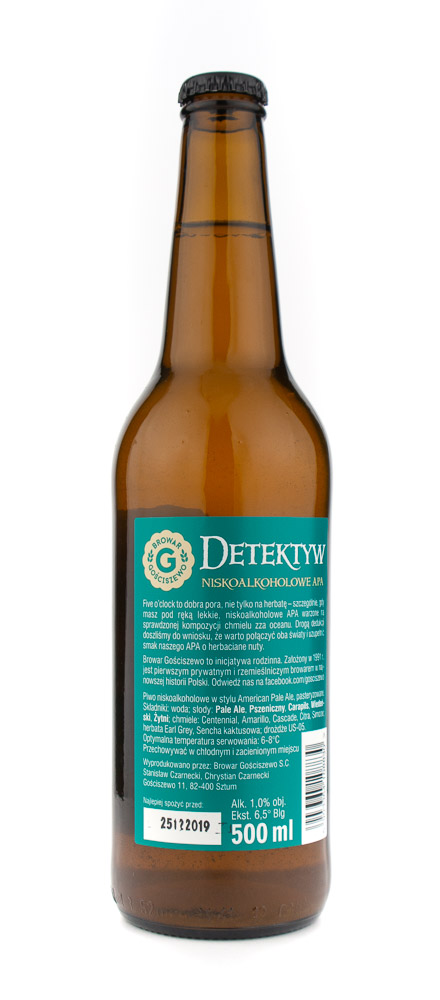 BROWAR
G
GOŚCISZEWO
DETEKTYW
NISKOALKOHOLOWE APA
Five o'clock to dobra pora, nie tylko na herbatę – szczególnie, gdy
masz pod ręką lekkie, niskoalkoholowe APA warzone na
sprawdzonej kompozycji chmielu zza oceanu. Drogą dedukcji
doszliśmy do wniosku, że warto połączyć oba światy i uzupełnić
smak naszego APA o herbaciane nuty.
Browar Gościszewo to inicjatywa rodzinna. Założony w 1991 r.
jest pierwszym prywatnym i rzemieślniczym browarem w naj-
nowszej historii Polski. Odwiedź nas na facebook.com/gosciszewo
Piwo niskoalkoholowe w stylu American Pale Ale, pasteryzowane.
Składniki: woda; słody: Pale Ale, Pszeniczny, Carapils, Wiedeń-
ski, Żytni; chmiele: Centennial, Amarillo, Cascade, Citra, Simcoe;
herbata Earl Grey, Sencha kaktusowa; drożdże US-05.
Optymalna temperatura serwowania: 6-8°C
Przechowywać w chłodnym i zacienionym miejscu
Wyprodukowano przez: Browar Gościszewo S.C.
Stanisław Czarnecki, Chrystian Czarnecki
Gościszewo 11, 82-400 Sztum
Najlepiej spożyć przed:
25122019
Alk. 1,0% obj.
Ekst. 6,5° Blg
500 ml